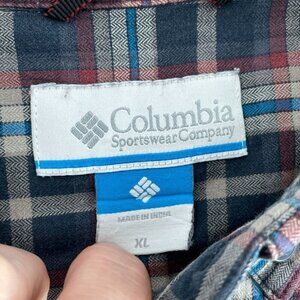 Columbia
Sportswear Company
MADE IN INDIA
XL